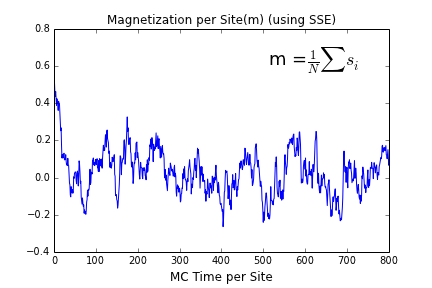 Magnetization per Site(m) (using SSE)
0.8
m = 1/N ∑ s_i
0.6
0.4
0.2
0.0
−0.2
−0.4
0 100 200 300 400 500 600 700 800
MC Time per Site